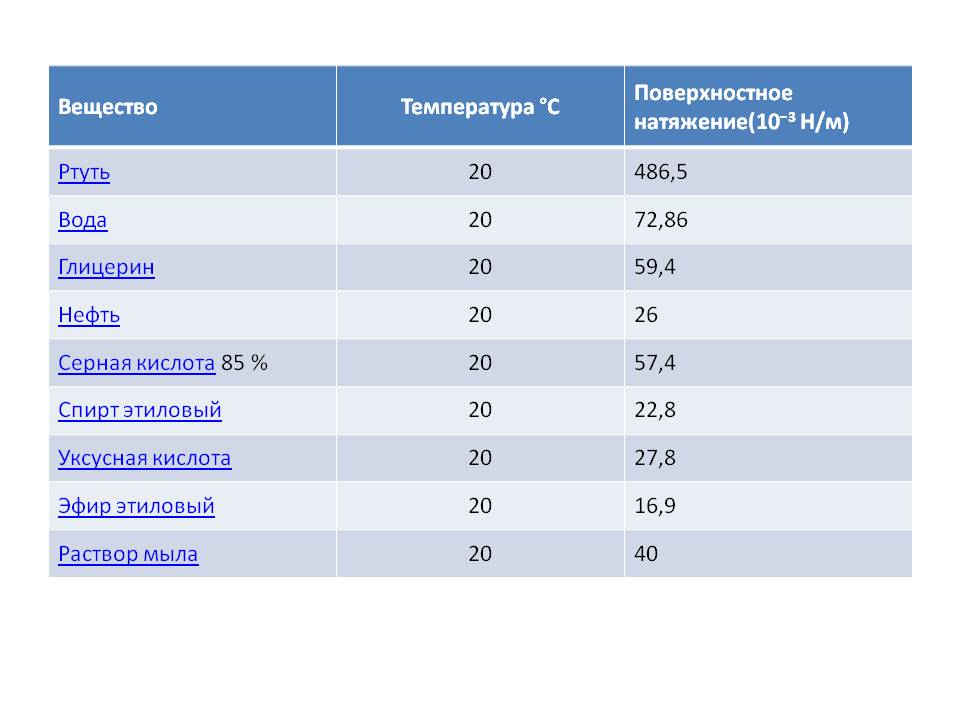 Вещество Температура °С Поверхностное
натяжение(10⁻³ Н/м)
Ртуть 20 486,5
Вода 20 72,86
Глицерин 20 59,4
Нефть 20 26
Серная кислота 85 % 20 57,4
Спирт этиловый 20 22,8
Уксусная кислота 20 27,8
Эфир этиловый 20 16,9
Раствор мыла 20 40